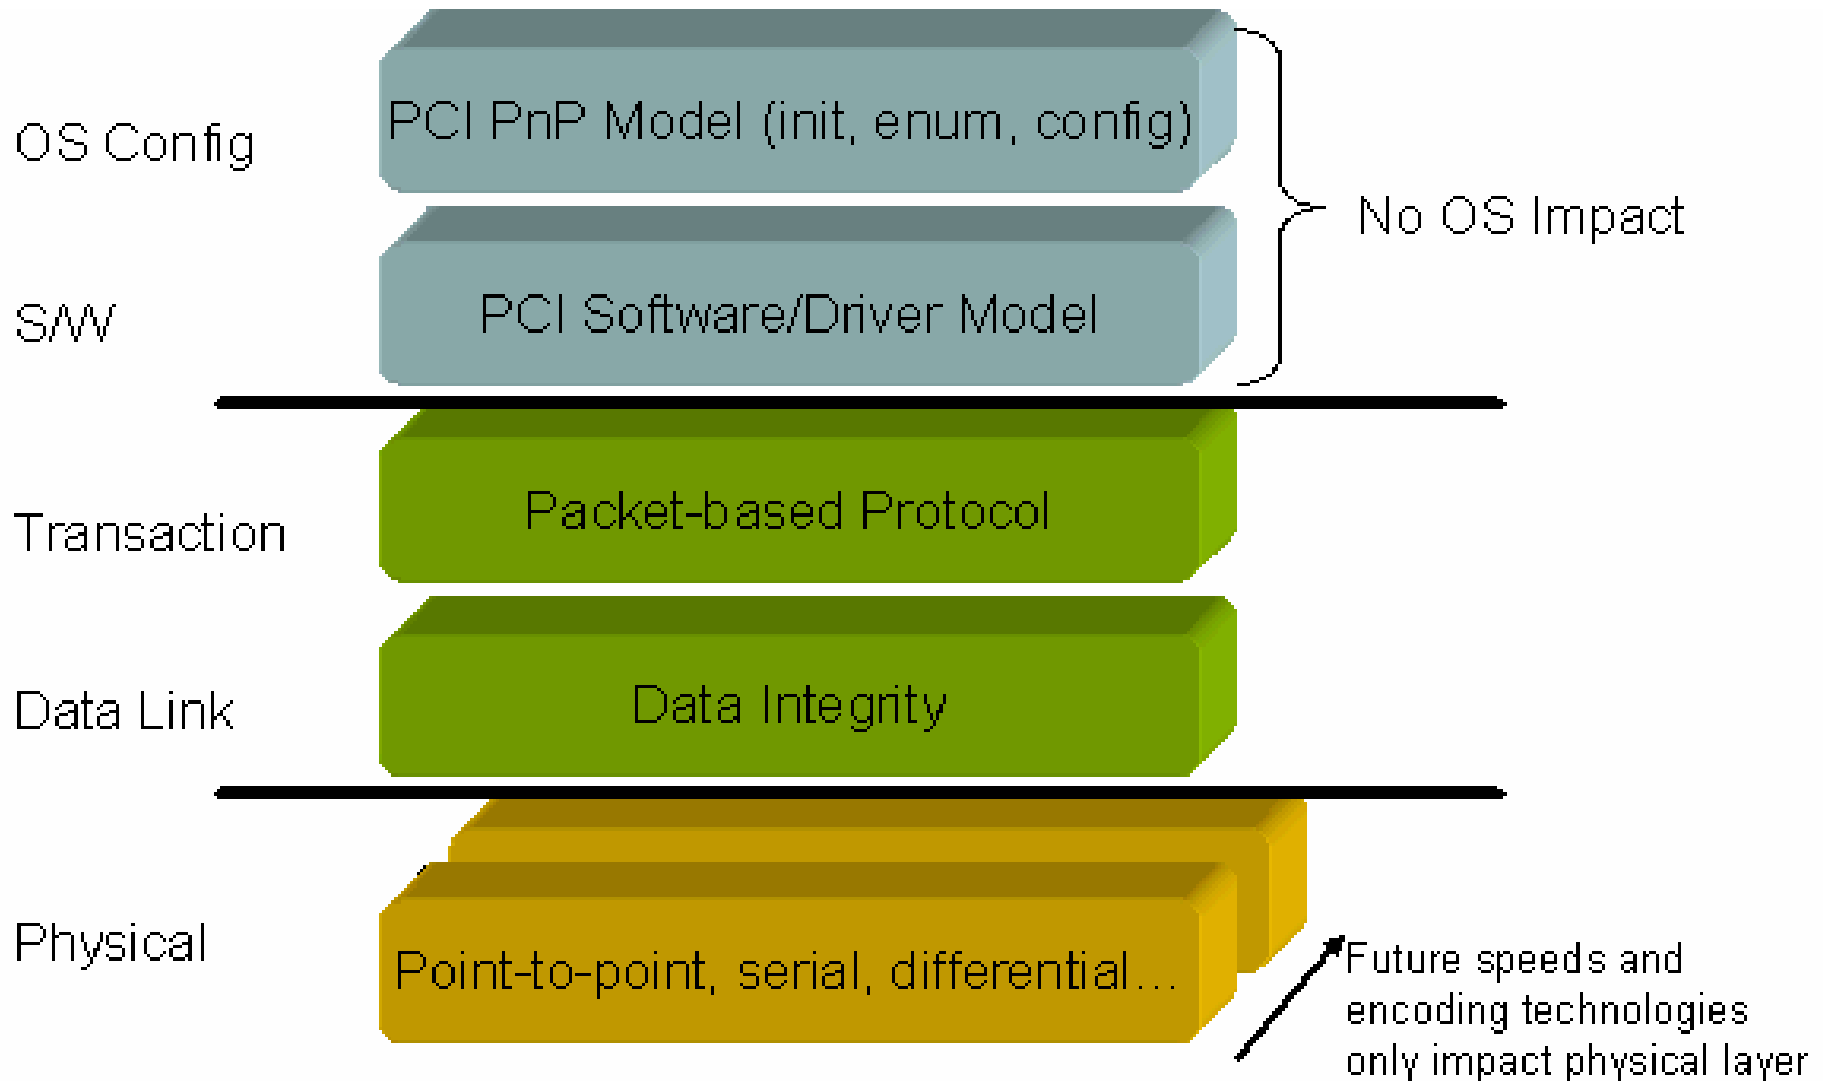 OS Config
PCI PnP Model (init, enum, config)
No OS Impact
S/W
PCI Software/Driver Model
Transaction
Packet-based Protocol
Data Link
Data Integrity
Physical
Point-to-point, serial, differential...
Future speeds and
encoding technologies
only impact physical layer